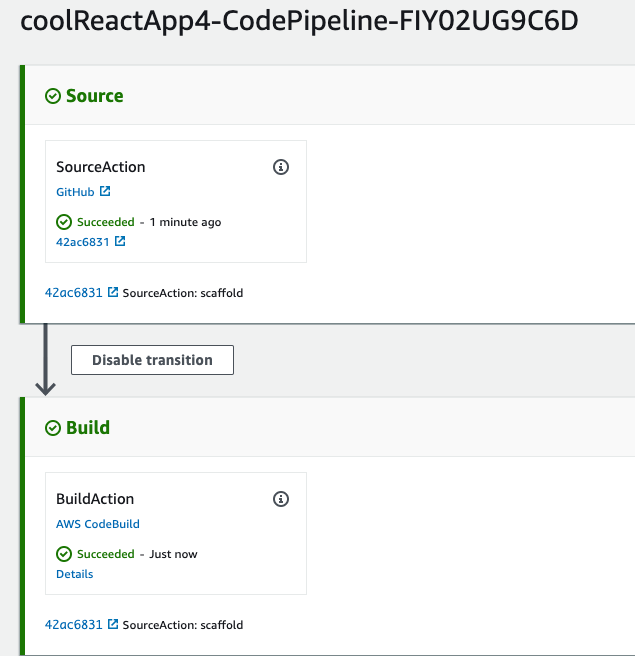 coolReactApp4-CodePipeline-FIY02UG9C6D
Source
SourceAction
GitHub
Succeeded - 1 minute ago
42ac6831
42ac6831 SourceAction: scaffold
Disable transition
Build
BuildAction
AWS CodeBuild
Succeeded - Just now
Details
42ac6831 SourceAction: scaffold